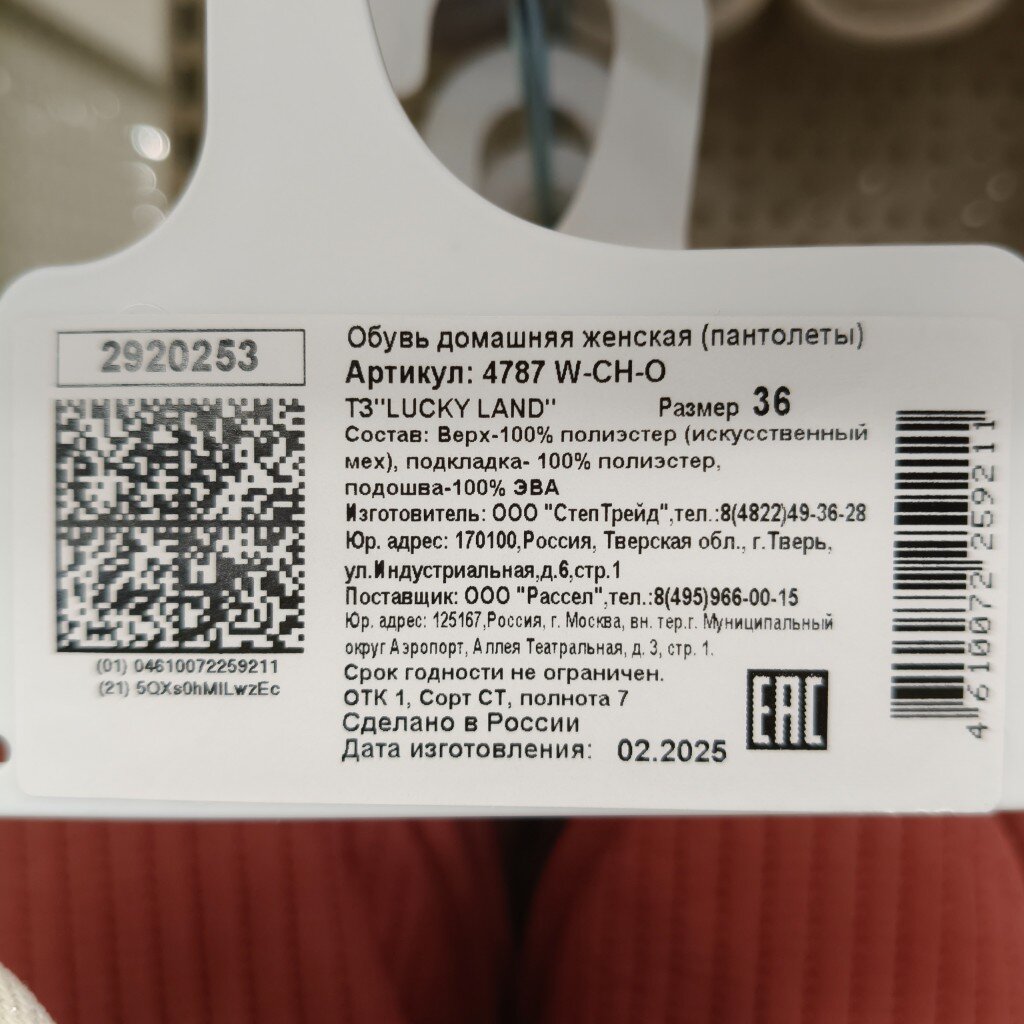 2920253
(01) 04610072259211
(21) 5QXs0hMILwzEc
Обувь домашняя женская (пантолеты)
Артикул: 4787 W-CH-O
ТЗ"LUCKY LAND" Размер 36
Состав: Верх-100% полиэстер (искусственный
мех), подкладка- 100% полиэстер,
подошва-100% ЭВА
Изготовитель: ООО "СтепТрейд",тел.:8(4822)49-36-28
Юр. адрес: 170100,Россия, Тверская обл., г.Тверь,
ул.Индустриальная,д.6,стр.1
Поставщик: ООО "Рассел",тел.:8(495)966-00-15
Юр. адрес: 125167,Россия, г. Москва, вн. тер.г. Муниципальный
округ Аэропорт, Аллея Театральная, д. 3, стр. 1.
Срок годности не ограничен.
ОТК 1, Сорт СТ, полнота 7
Сделано в России
Дата изготовления: 02.2025
EAC
4 610072 259211